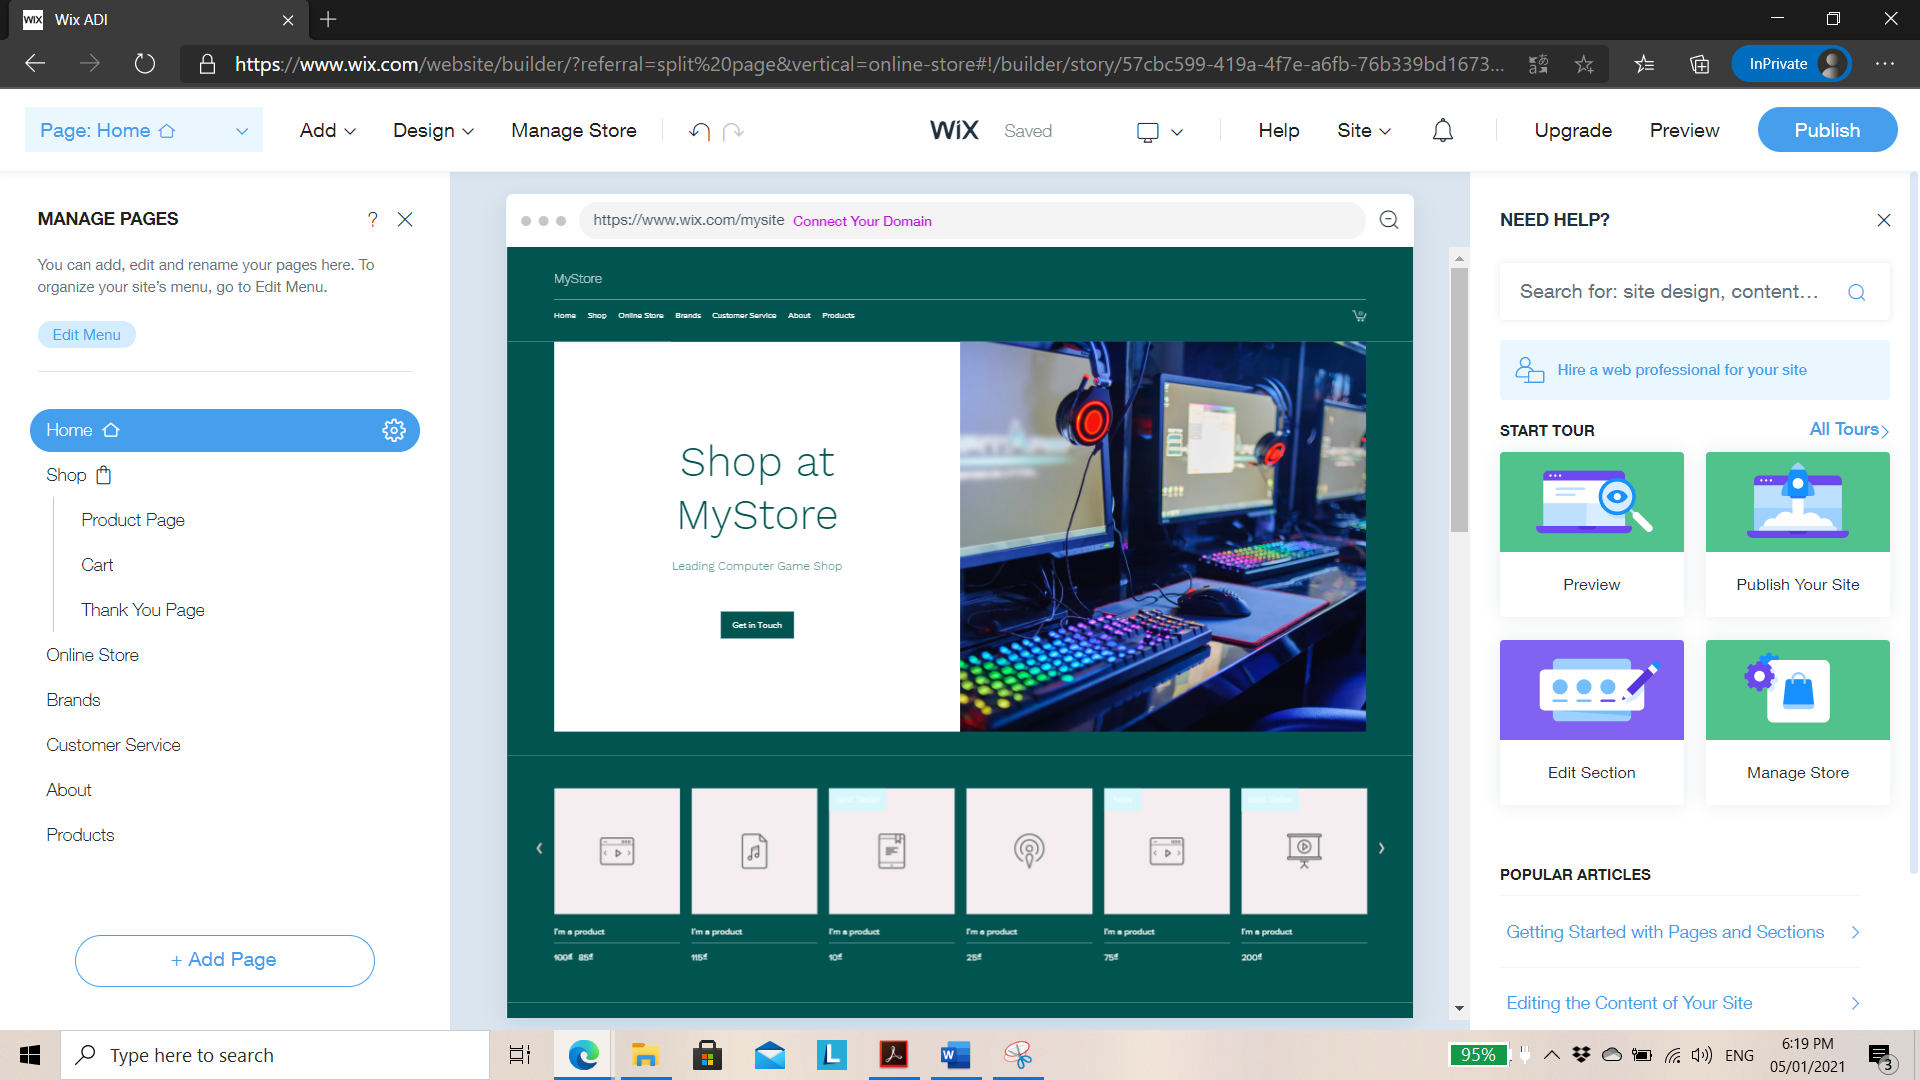 WIX Wix ADI
https://www.wix.com/website/builder/?referral=split%20page&vertical=online-store#!/builder/story/57cbc599-419a-4f7e-a6fb-76b339bd1673...
InPrivate
Page: Home
Add
Design
Manage Store
WiX
Saved
Help
Site
Upgrade
Preview
Publish
MANAGE PAGES
?
You can add, edit and rename your pages here. To
organize your site's menu, go to Edit Menu.
Edit Menu
Home
Shop
Product Page
Cart
Thank You Page
Online Store
Brands
Customer Service
About
Products
+ Add Page
https://www.wix.com/mysite Connect Your Domain
MyStore
Home Shop Online Store Brands Customer Service About Products
Shop at
MyStore
Leading Computer Game Shop
Get in Touch
I'm a product
100₫ 85₫
I'm a product
115₫
I'm a product
10₫
I'm a product
25₫
I'm a product
75₫
I'm a product
200₫
NEED HELP?
Search for: site design, content...
Hire a web professional for your site
START TOUR
All Tours
Preview
Publish Your Site
Edit Section
Manage Store
POPULAR ARTICLES
Getting Started with Pages and Sections
Editing the Content of Your Site
Type here to search
95%
ENG
6:19 PM
05/01/2021
3